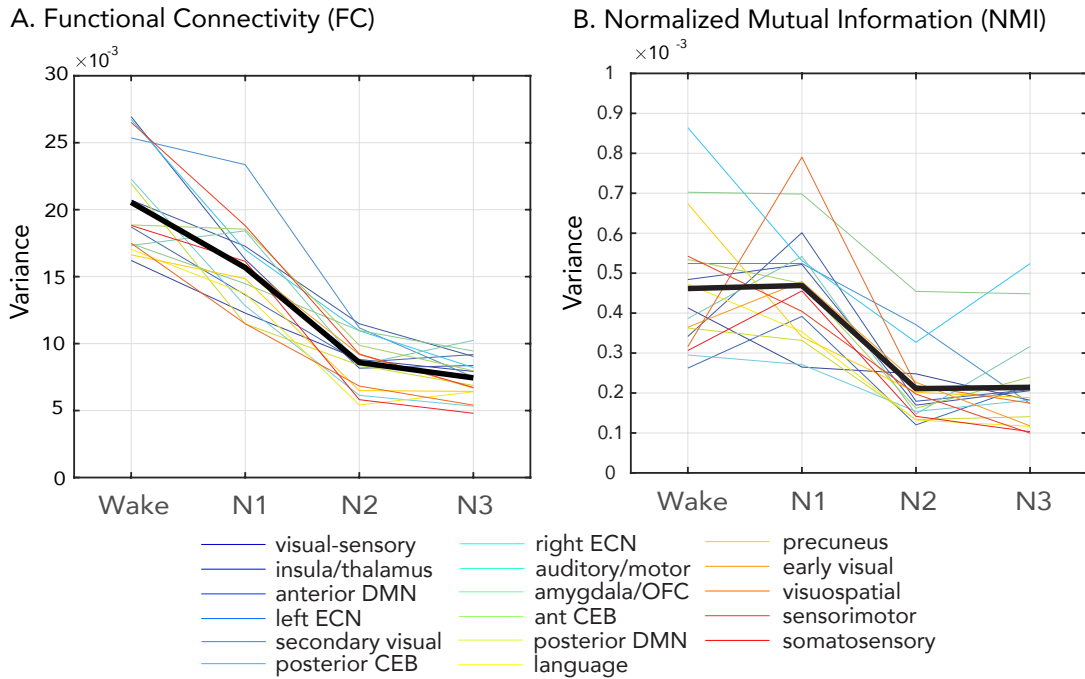 A. Functional Connectivity (FC)
×10⁻³
30
25
20
15
10
5
0
Variance
Wake N1 N2 N3
B. Normalized Mutual Information (NMI)
×10⁻³
1
0.9
0.8
0.7
0.6
0.5
0.4
0.3
0.2
0.1
0
Variance
Wake N1 N2 N3
visual-sensory
insula/thalamus
anterior DMN
left ECN
secondary visual
posterior CEB
right ECN
auditory/motor
amygdala/OFC
ant CEB
posterior DMN
language
precuneus
early visual
visuospatial
sensorimotor
somatosensory